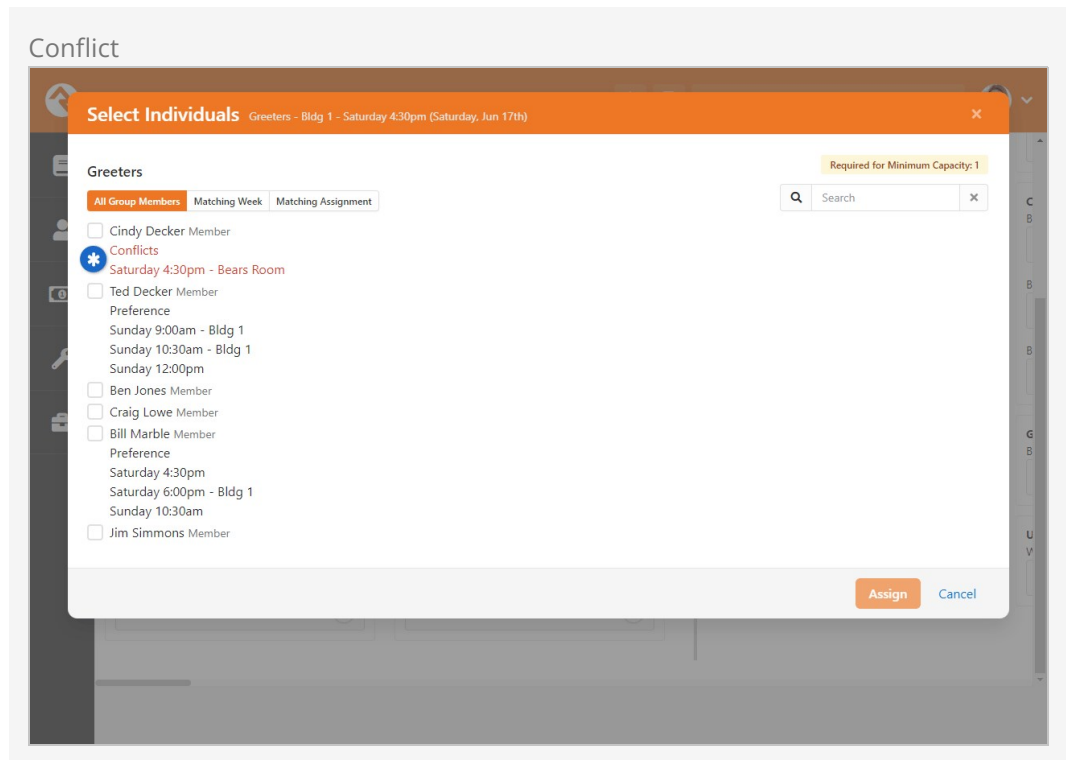 Conflict
Select Individuals Greeters - Bldg 1 - Saturday 4:30pm (Saturday, Jun 17th)
Greeters
Required for Minimum Capacity: 1
All Group Members Matching Week Matching Assignment
Search
Cindy Decker Member
Conflicts
Saturday 4:30pm - Bears Room
Ted Decker Member
Preference
Sunday 9:00am - Bldg 1
Sunday 10:30am - Bldg 1
Sunday 12:00pm
Ben Jones Member
Craig Lowe Member
Bill Marble Member
Preference
Saturday 4:30pm
Saturday 6:00pm - Bldg 1
Sunday 10:30am
Jim Simmons Member
Assign Cancel